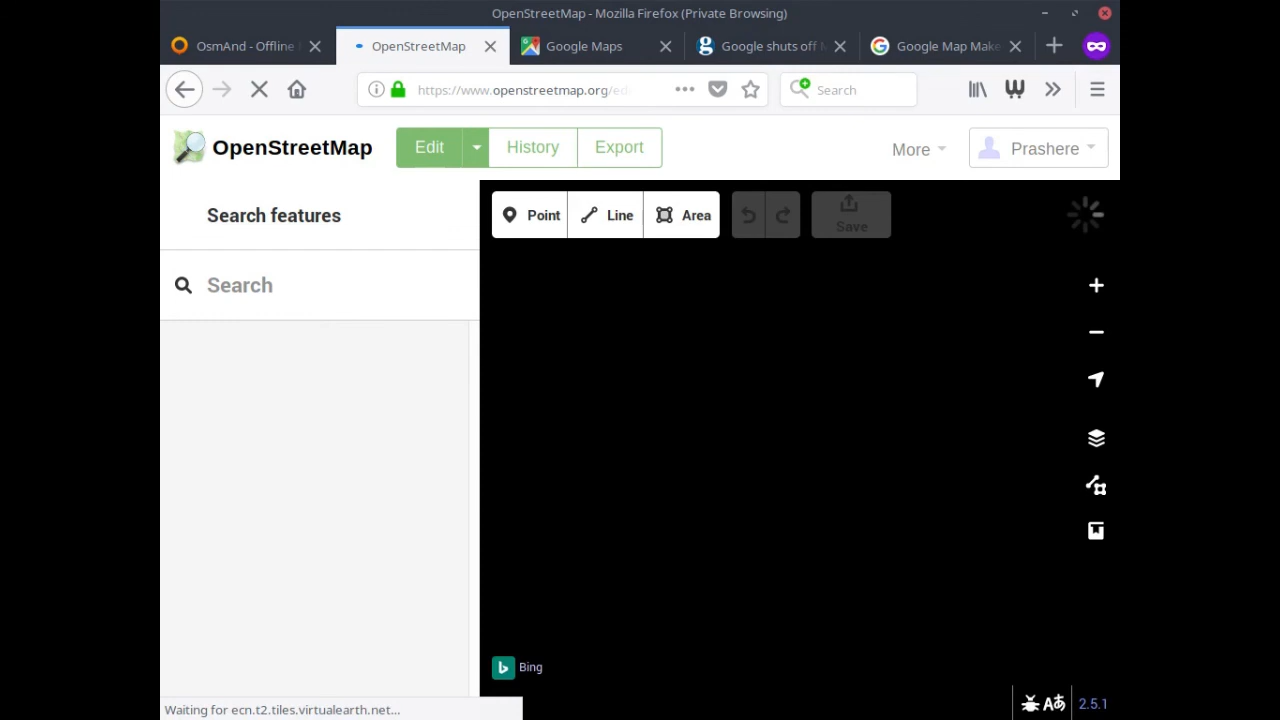 OpenStreetMap - Mozilla Firefox (Private Browsing)
OsmAnd - Offline
OpenStreetMap
Google Maps
Google shuts off M
Google Map Make
https://www.openstreetmap.org/ed
Search
OpenStreetMap
Edit
History
Export
More
Prashere
Search features
Point
Line
Area
Save
Search
Bing
Waiting for ecn.t2.tiles.virtualearth.net...
Aあ
2.5.1